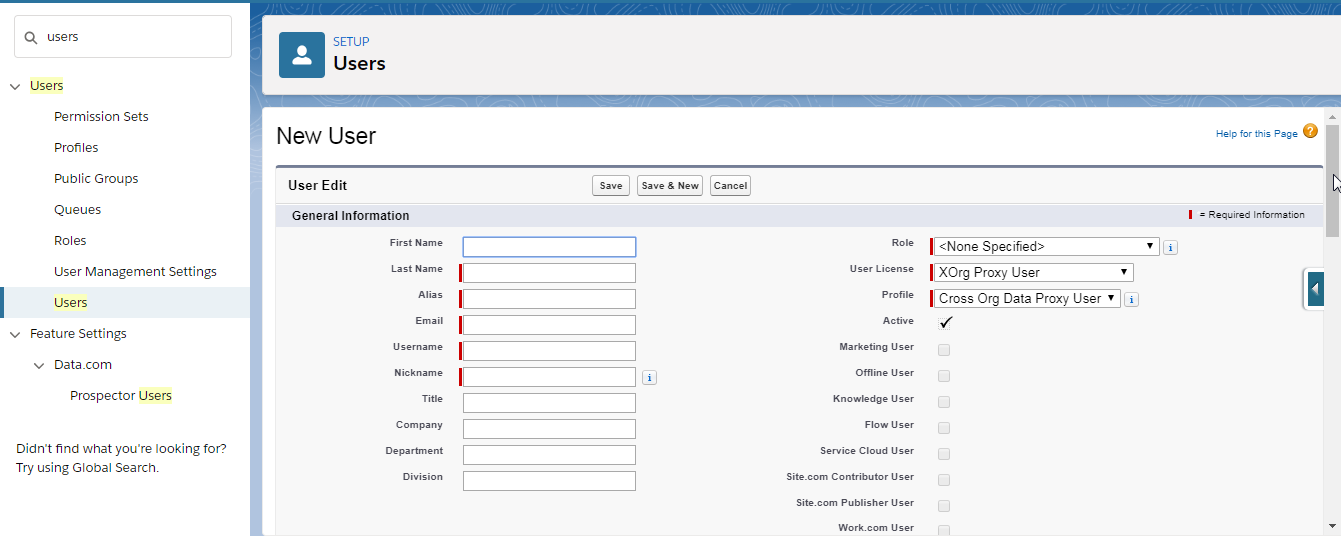 users
Users
Permission Sets
Profiles
Public Groups
Queues
Roles
User Management Settings
Users
Feature Settings
Data.com
Prospector Users
Didn't find what you're looking for?
Try using Global Search.
SETUP
Users
New User
Help for this Page ?
User Edit
Save
Save & New
Cancel
General Information
= Required Information
First Name
Last Name
Alias
Email
Username
Nickname
i
Title
Company
Department
Division
Role
<None Specified>
i
User License
XOrg Proxy User
Profile
Cross Org Data Proxy User
i
Active
Marketing User
Offline User
Knowledge User
Flow User
Service Cloud User
Site.com Contributor User
Site.com Publisher User
Work.com User